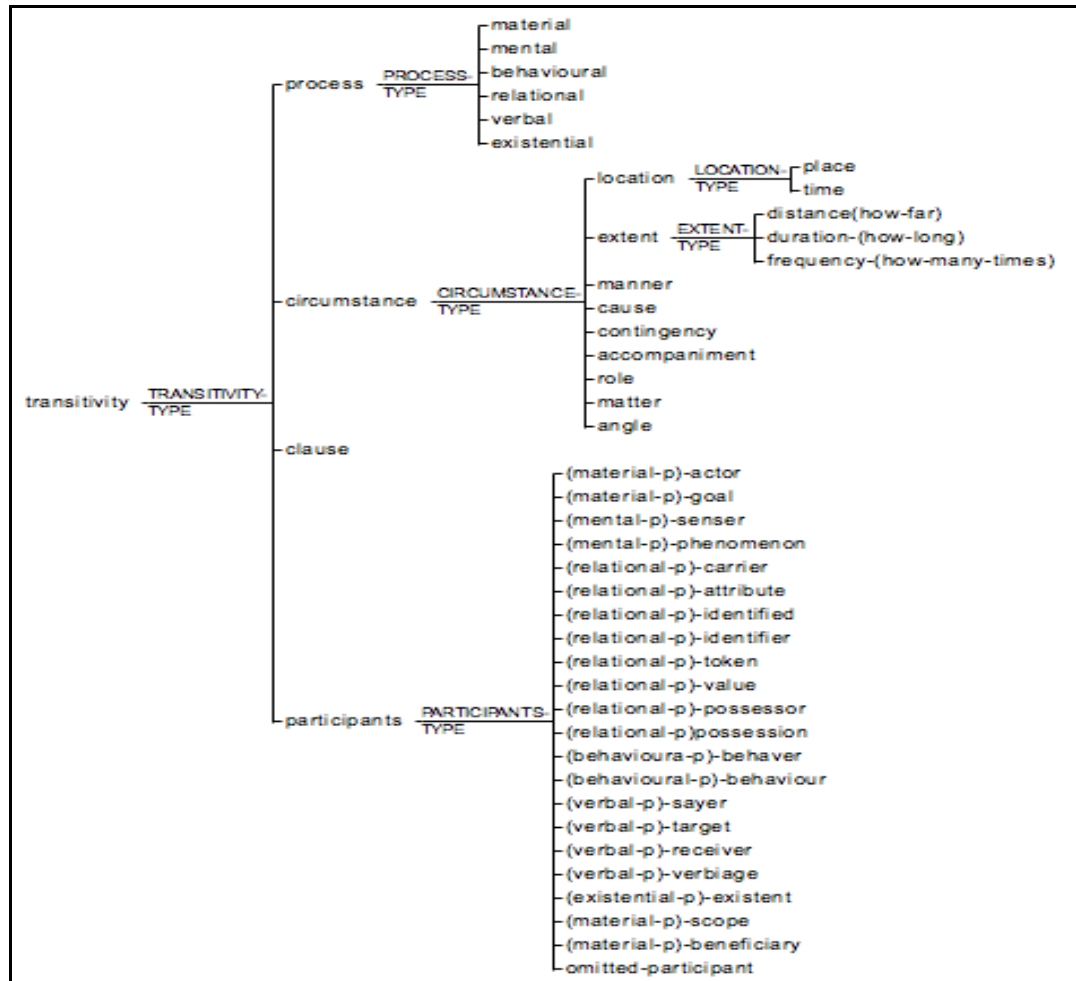 material
mental
process PROCESS- behavioural
TYPE relational
verbal
existential
location LOCATION- place
TYPE time
distance(how-far)
extent EXTENT- duration-(how-long)
TYPE frequency-(how-many-times)
manner
circumstance CIRCUMSTANCE- cause
TYPE contingency
accompaniment
role
transitivity TRANSITIVITY- matter
TYPE angle
clause
(material-p)-actor
(material-p)-goal
(mental-p)-senser
(mental-p)-phenomenon
(relational-p)-carrier
(relational-p)-attribute
(relational-p)-identified
(relational-p)-identifier
(relational-p)-token
(relational-p)-value
participants PARTICIPANTS- (relational-p)-possessor
TYPE (relational-p)possession
(behavioura-p)-behaver
(behavioural-p)-behaviour
(verbal-p)-sayer
(verbal-p)-target
(verbal-p)-receiver
(verbal-p)-verbiage
(existential-p)-existent
(material-p)-scope
(material-p)-beneficiary
omitted-participant